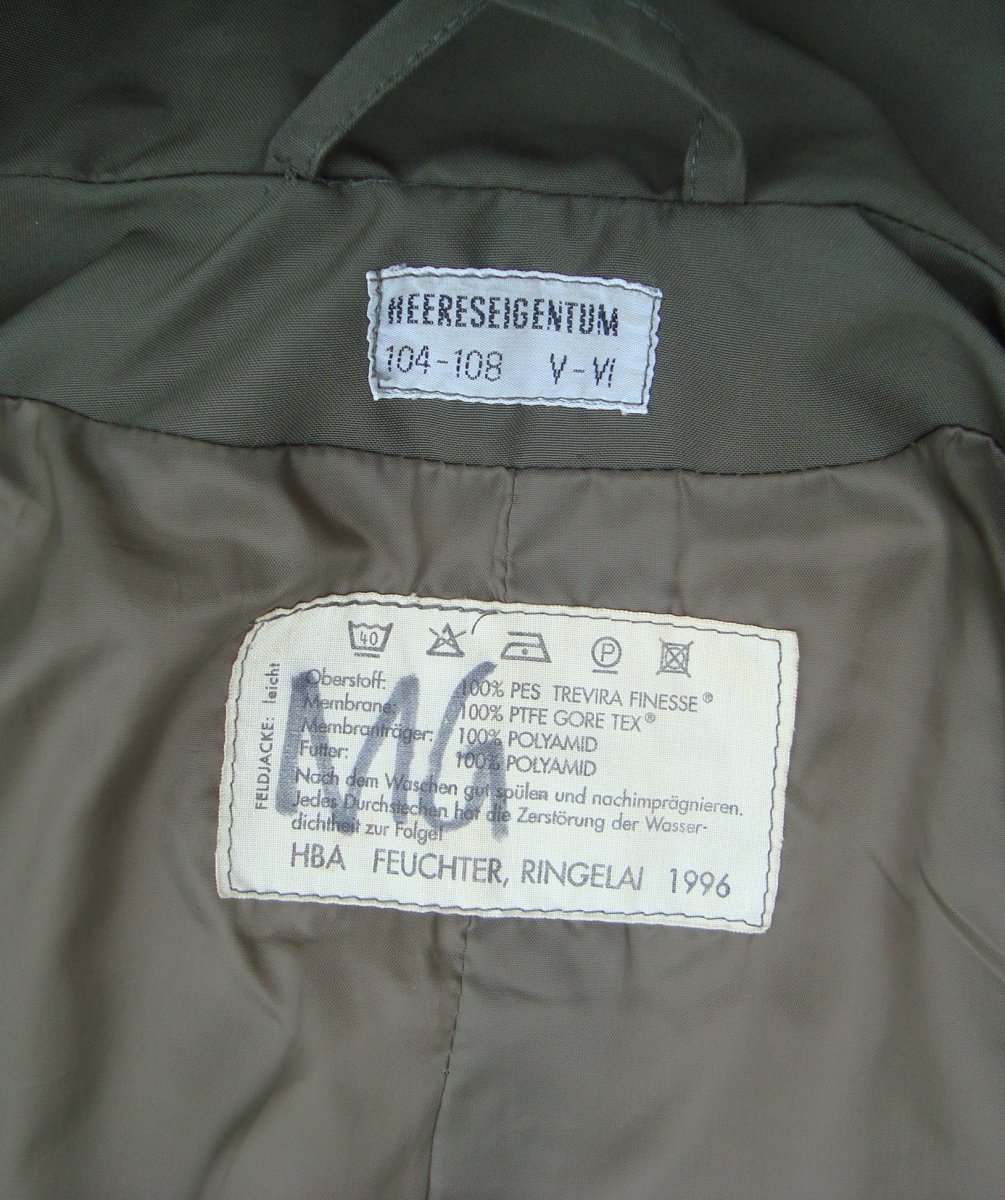 HEERESEIGENTUM
104-108 V-VI
40
P
FELDJACKE: leicht
Oberstoff: 100% PES TREVIRA FINESSE®
Membrane: 100% PTFE GORE TEX®
Membranträger: 100% POLYAMID
Futter: 100% POLYAMID
Nach dem Waschen gut spülen und nachimprägnieren.
Jedes Durchstechen hat die Zerstörung der Wasser-
dichtheit zur Folge!
HBA FEUCHTER, RINGELAI 1996